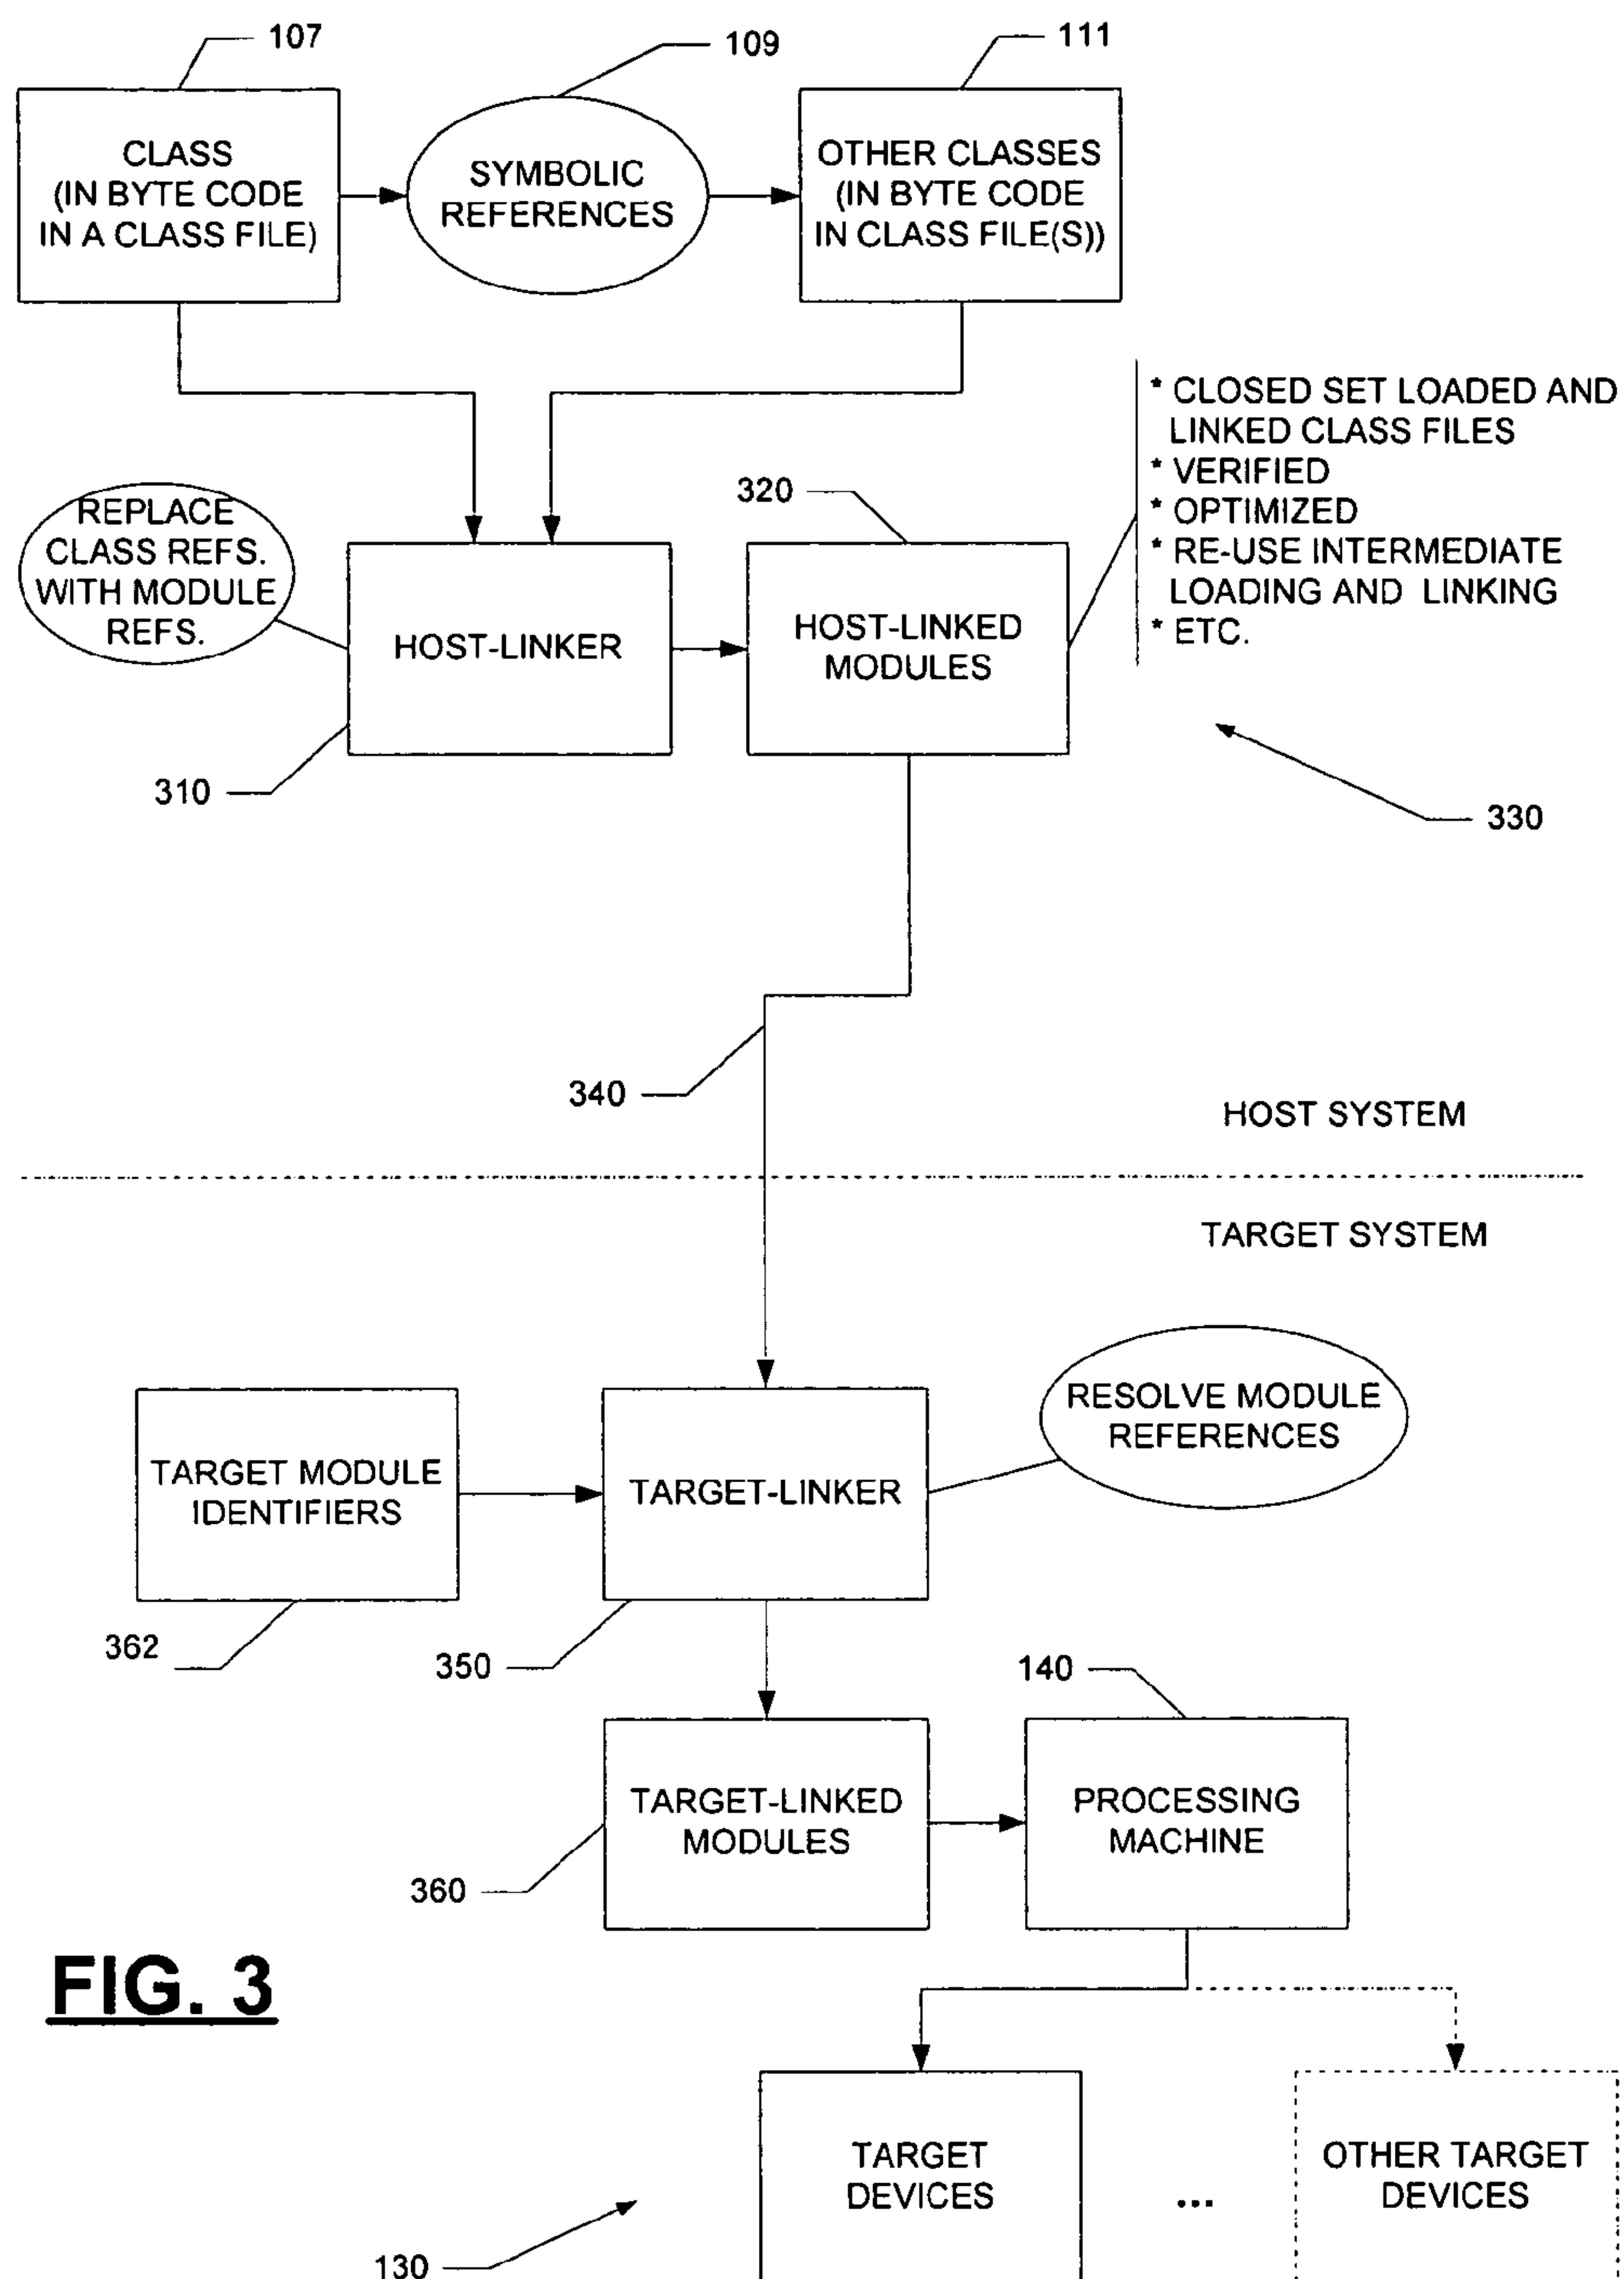 107
109
111
CLASS
(IN BYTE CODE
IN A CLASS FILE)
SYMBOLIC
REFERENCES
OTHER CLASSES
(IN BYTE CODE
IN CLASS FILE(S))
* CLOSED SET LOADED AND
LINKED CLASS FILES
* VERIFIED
* OPTIMIZED
* RE-USE INTERMEDIATE
LOADING AND LINKING
* ETC.
REPLACE
CLASS REFS.
WITH MODULE
REFS.
320
HOST-LINKER
HOST-LINKED
MODULES
310
330
340
HOST SYSTEM
TARGET SYSTEM
RESOLVE MODULE
REFERENCES
TARGET MODULE
IDENTIFIERS
TARGET-LINKER
362
350
140
TARGET-LINKED
MODULES
PROCESSING
MACHINE
360
FIG. 3
TARGET
DEVICES
...
OTHER TARGET
DEVICES
130